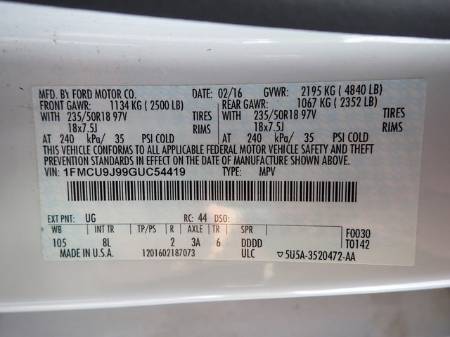 MFD. BY FORD MOTOR CO. DATE: 02/16 GVWR: 2195 KG ( 4840 LB)
FRONT GAWR: 1134 KG ( 2500 LB) REAR GAWR: 1067 KG ( 2352 LB)
WITH 235/50R18 97V TIRES WITH 235/50R18 97V TIRES
18x7.5J RIMS 18x7.5J RIMS
AT 240 kPa/ 35 PSI COLD AT 240 kPa/ 35 PSI COLD
THIS VEHICLE CONFORMS TO ALL APPLICABLE FEDERAL MOTOR VEHICLE SAFETY AND THEFT
PREVENTION STANDARDS IN EFFECT ON THE DATE OF MANUFACTURE SHOWN ABOVE.
VIN: 1FMCU9J99GUC54419 TYPE: MPV
EXT PNT: UG RC: 44 DSO:
WB INT TR TP/PS R AXLE TR SPR F0030
105 8L 2 3A 6 DDDD T0142
MADE IN U.S.A. 1201602187073 ULC 5U5A-3520472-AA